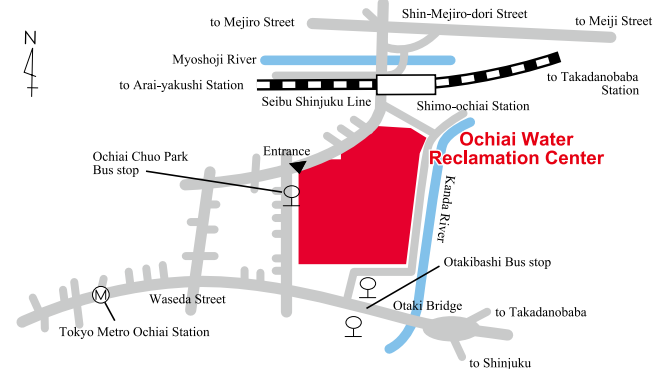 N
to Mejiro Street
Shin-Mejiro-dori Street
to Meiji Street
Myoshoji River
to Arai-yakushi Station
Seibu Shinjuku Line
Shimo-ochiai Station
to Takadanobaba
Station
Ochiai Water
Reclamation Center
Entrance
Ochiai Chuo Park
Bus stop
Kanda River
Otakibashi Bus stop
Waseda Street
M
Tokyo Metro Ochiai Station
Otaki Bridge
to Takadanobaba
to Shinjuku